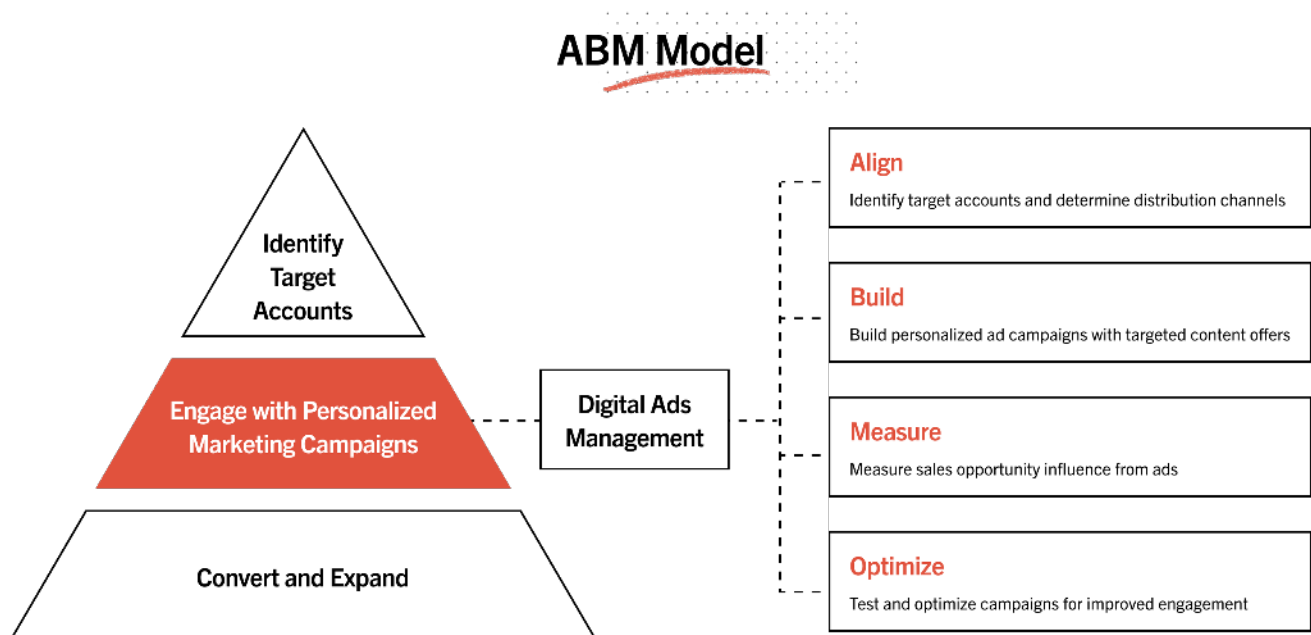 ABM Model
Identify
Target
Accounts
Engage with Personalized
Marketing Campaigns
Convert and Expand
Digital Ads
Management
Align
Identify target accounts and determine distribution channels
Build
Build personalized ad campaigns with targeted content offers
Measure
Measure sales opportunity influence from ads
Optimize
Test and optimize campaigns for improved engagement